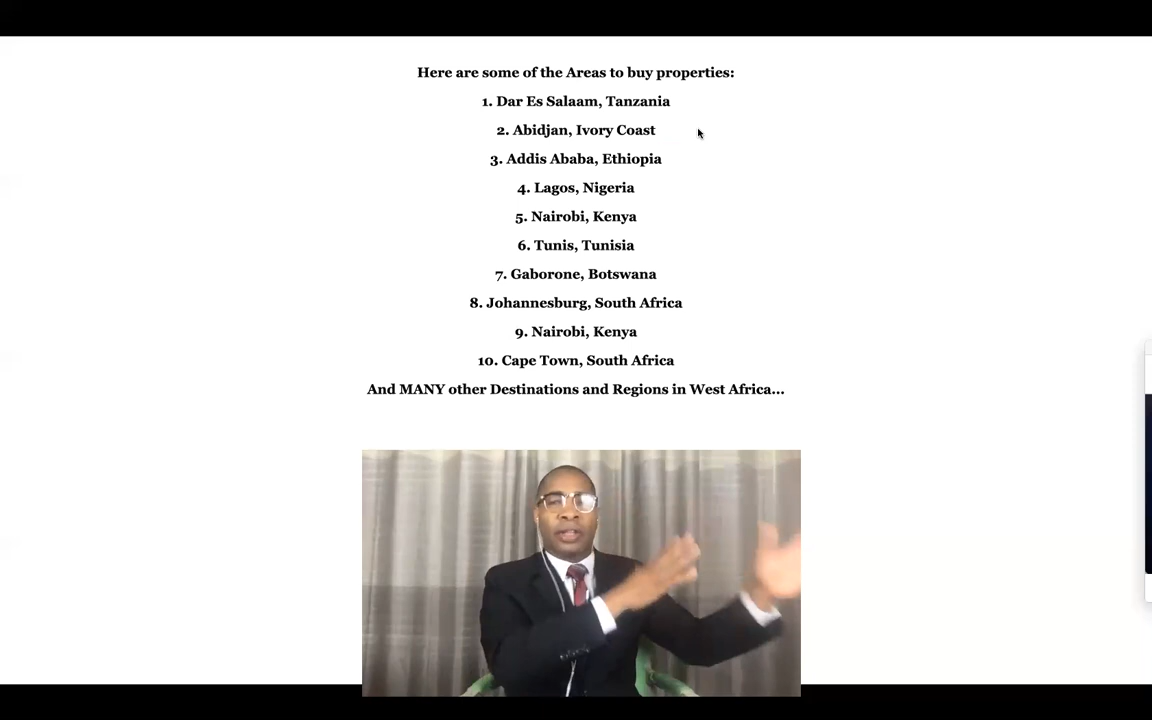 Here are some of the Areas to buy properties:
1. Dar Es Salaam, Tanzania
2. Abidjan, Ivory Coast
3. Addis Ababa, Ethiopia
4. Lagos, Nigeria
5. Nairobi, Kenya
6. Tunis, Tunisia
7. Gaborone, Botswana
8. Johannesburg, South Africa
9. Nairobi, Kenya
10. Cape Town, South Africa
And MANY other Destinations and Regions in West Africa...